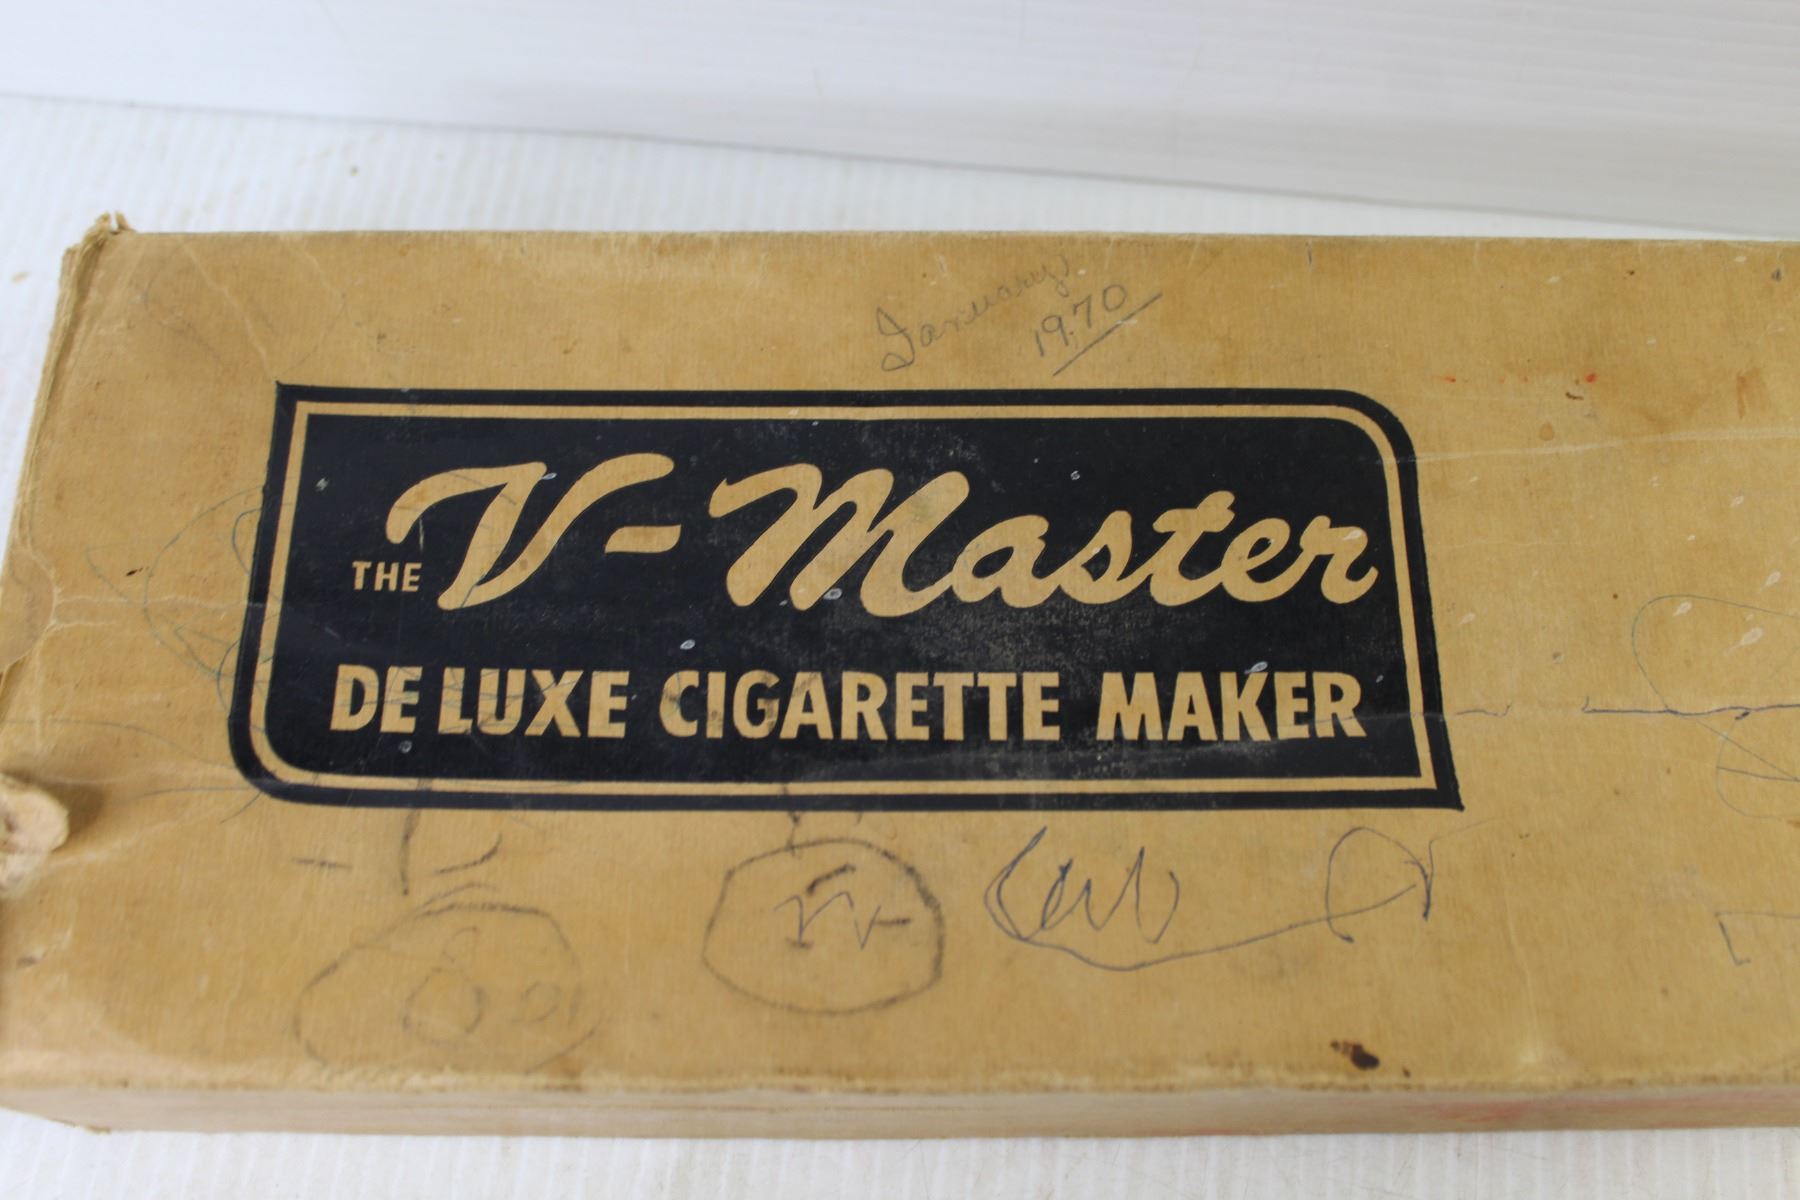 January
1970
THE V-Master
DE LUXE CIGARETTE MAKER